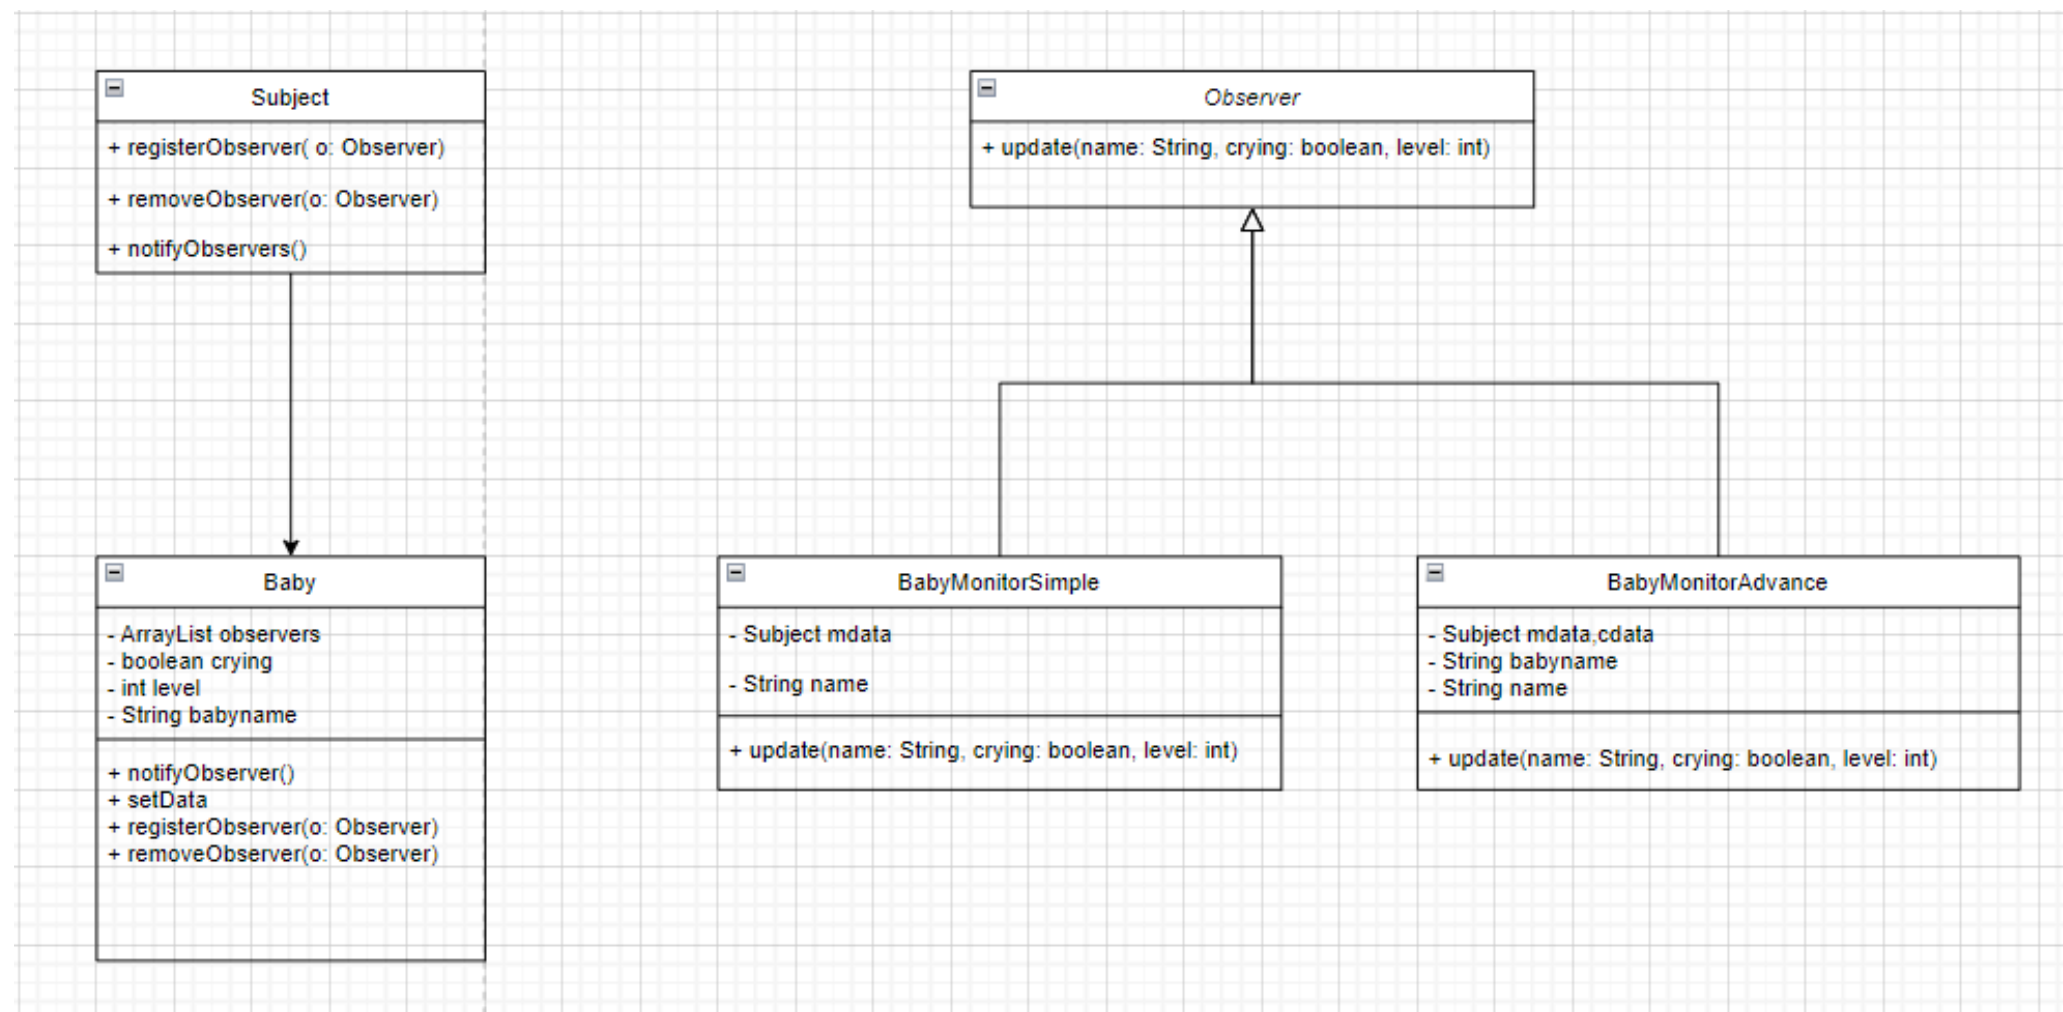 Subject
+ registerObserver( o: Observer)
+ removeObserver(o: Observer)
+ notifyObservers()
Observer
+ update(name: String, crying: boolean, level: int)
Baby
- ArrayList observers
- boolean crying
- int level
- String babyname
+ notifyObserver()
+ setData
+ registerObserver(o: Observer)
+ removeObserver(o: Observer)
BabyMonitorSimple
- Subject mdata
- String name
+ update(name: String, crying: boolean, level: int)
BabyMonitorAdvance
- Subject mdata,cdata
- String babyname
- String name
+ update(name: String, crying: boolean, level: int)